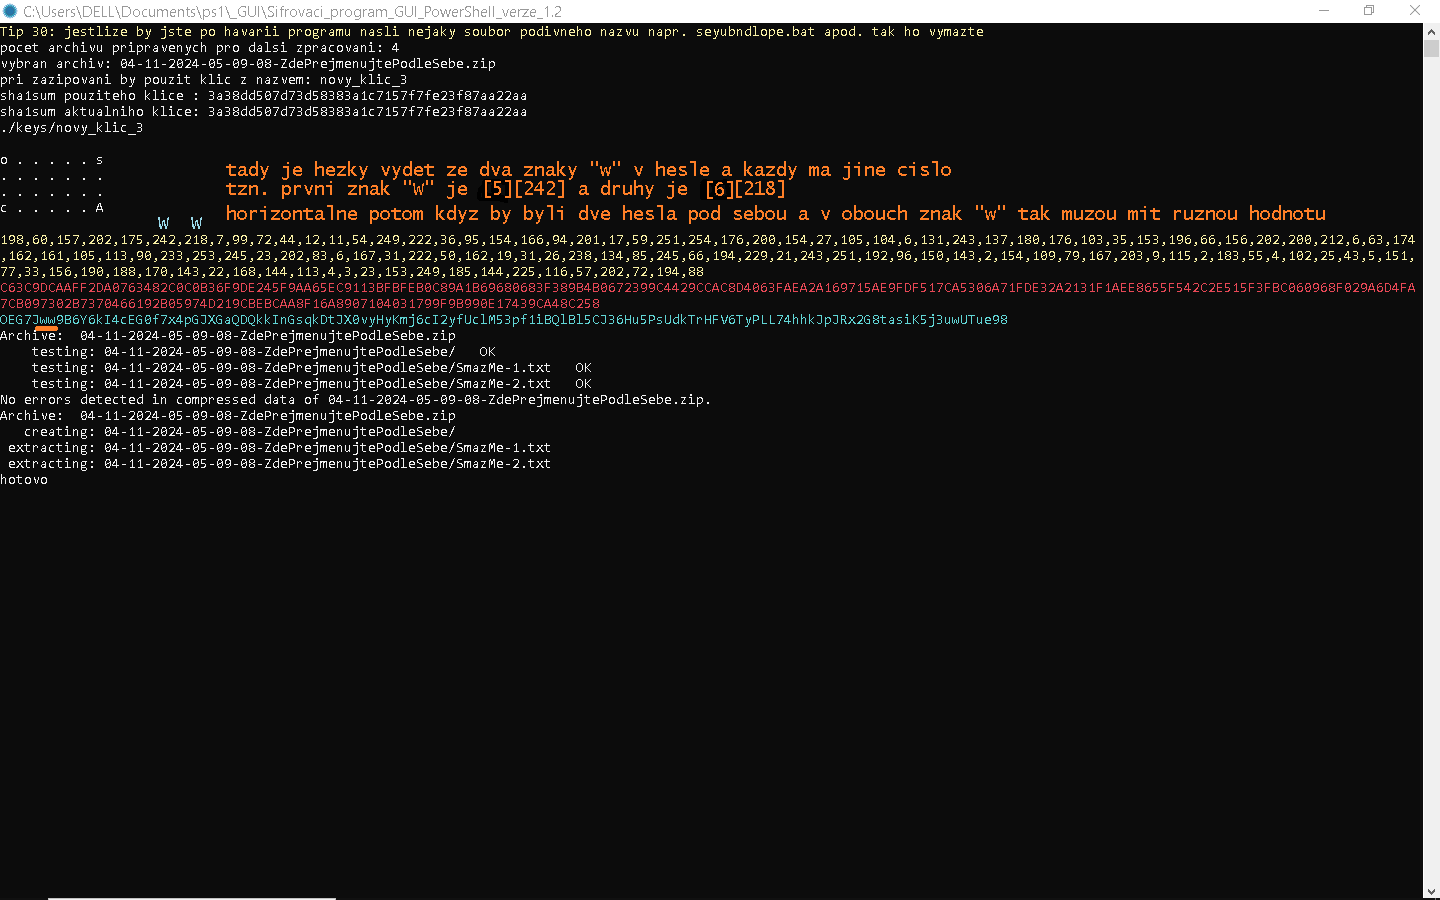 C:\Users\DELL\Documents\ps1\_GUI\Sifrovaci_program_GUI_PowerShell_verze_1.2
Tip 30: jestlize by jste po havarii programu nasli nejaky soubor podivneho nazvu napr. seyubndlope.bat apod. tak ho vymazte
pocet archivu pripravenych pro dalsi zpracovani: 4
vybran archiv: 04-11-2024-05-09-08-ZdePrejmenujtePodleSebe.zip
pri zazipovani by pouzit klic z nazvem: novy_klic_3
sha1sum pouziteho klice : 3a38dd507d73d58383a1c7157f7fe23f87aa22aa
sha1sum aktualniho klice: 3a38dd507d73d58383a1c7157f7fe23f87aa22aa
./keys/novy_klic_3
o . . . . . s
. . . . . . .
tady je hezky vydet ze dva znaky "w" v hesle a kazdy ma jine cislo
. . . . . . .
tzn. prvni znak "w" je [5][242] a druhy je [6][218]
c . . . . . A
horizontalne potom kdyz by byli dve hesla pod sebou a v obouch znak "w" tak muzou mit ruznou hodnotu
W W
198,60,157,202,175,242,218,7,99,72,44,12,11,54,249,222,36,95,154,166,94,201,17,59,251,254,176,200,154,27,105,104,6,131,243,137,180,176,103,35,153,196,66,156,202,200,212,6,63,174
,162,161,105,113,90,233,253,245,23,202,83,6,167,31,222,50,162,19,31,26,238,134,85,245,66,194,229,21,243,251,192,96,150,143,2,154,109,79,167,203,9,115,2,183,55,4,102,25,43,5,151,
77,33,156,190,188,170,143,22,168,144,113,4,3,23,153,249,185,144,225,116,57,202,72,194,88
C63C9DCAAFF2DA0763482C0C0B36F9DE245F9AA65EC9113BFBFEB0C89A1B69680683F389B4B0672399C4429CCAC8D4063FAEA2A169715AE9FDF517CA5306A71FDE32A2131F1AEE8655F542C2E515F3FBC060968F029A6D4FA
7CB097302B7370466192B05974D219CBEBCAA8F16A8907104031799F9B990E17439CA48C258
OEG7Jww9B6Y6kI4cEG0f7x4pGJXGaQDQkkInGsqkDtJX0vyHyKmj6cI2yfUclM53pf1iBQlBl5CJ36Hu5PsUdkTrHFV6TyPLL74hhkJpJRx2G8tasiK5j3uwUTue98
Archive:  04-11-2024-05-09-08-ZdePrejmenujtePodleSebe.zip
testing: 04-11-2024-05-09-08-ZdePrejmenujtePodleSebe/   OK
testing: 04-11-2024-05-09-08-ZdePrejmenujtePodleSebe/SmazMe-1.txt   OK
testing: 04-11-2024-05-09-08-ZdePrejmenujtePodleSebe/SmazMe-2.txt   OK
No errors detected in compressed data of 04-11-2024-05-09-08-ZdePrejmenujtePodleSebe.zip.
Archive:  04-11-2024-05-09-08-ZdePrejmenujtePodleSebe.zip
creating: 04-11-2024-05-09-08-ZdePrejmenujtePodleSebe/
extracting: 04-11-2024-05-09-08-ZdePrejmenujtePodleSebe/SmazMe-1.txt
extracting: 04-11-2024-05-09-08-ZdePrejmenujtePodleSebe/SmazMe-2.txt
hotovo